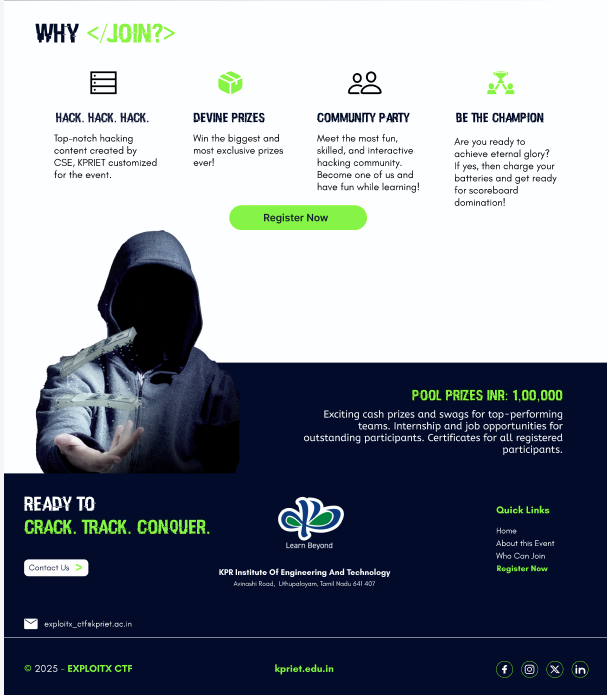 WHY </JOIN?>
HACK. HACK. HACK.
Top-notch hacking
content created by
CSE, KPRIET customized
for the event.
DEVINE PRIZES
Win the biggest and
most exclusive prizes
ever!
COMMUNITY PARTY
Meet the most fun,
skilled, and interactive
hacking community.
Become one of us and
have fun while learning!
BE THE CHAMPION
Are you ready to
achieve eternal glory?
If yes, then charge your
batteries and get ready
for scoreboard
domination!
Register Now
POOL PRIZES INR: 1,00,000
Exciting cash prizes and swags for top-performing
teams. Internship and job opportunities for
outstanding participants. Certificates for all registered
participants.
READY TO
CRACK. TRACK. CONQUER.
Contact Us >
exploitx_ctf@kpriet.ac.in
Learn Beyond
KPR Institute Of Engineering And Technology
Avinashi Road, Uthupalayam, Tamil Nadu 641 407
Quick Links
Home
About this Event
Who Can Join
Register Now
© 2025 - EXPLOITX CTF
kpriet.edu.in